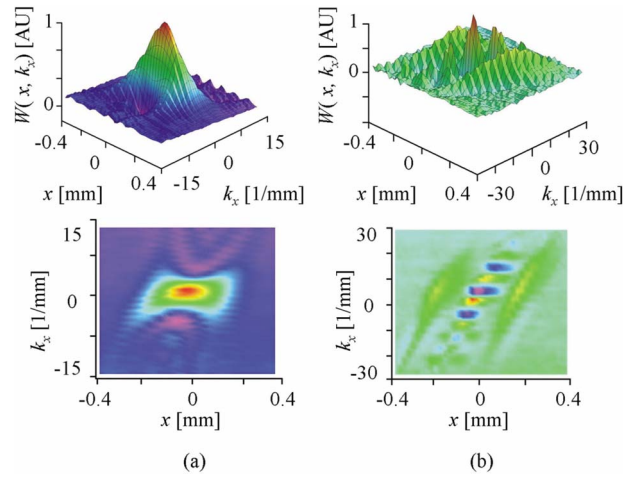 W(x, kₓ) [AU]
1
0
-0.4
0
0.4
x [mm]
-15
0
15
kₓ [1/mm]
W(x, kₓ) [AU]
1
0
-0.4
0
0.4
x [mm]
-30
0
30
kₓ [1/mm]
kₓ [1/mm]
15
0
-15
-0.4
0
0.4
x [mm]
kₓ [1/mm]
30
0
-30
-0.4
0
0.4
x [mm]
(a)
(b)